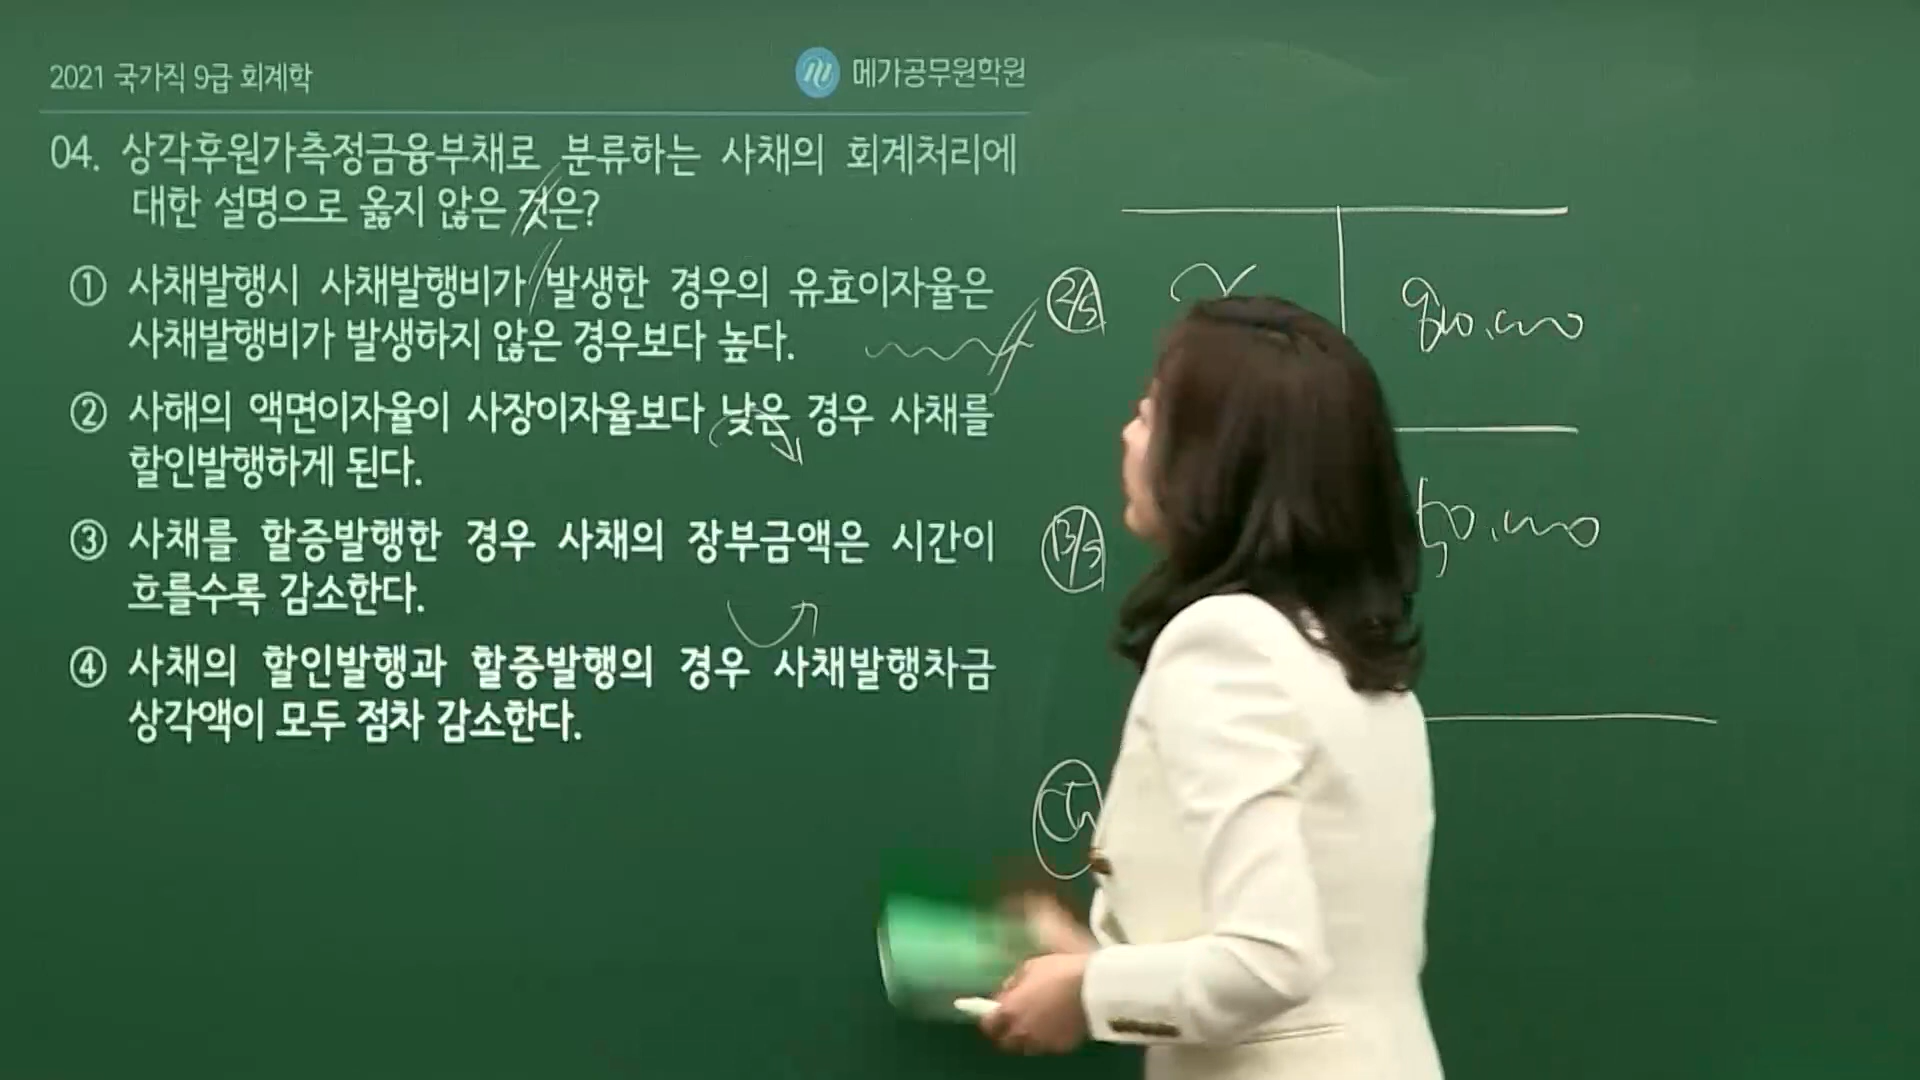 2021 국가직 9급 회계학
메가공무원학원
04. 상각후원가측정금융부채로 분류하는 사채의 회계처리에
대한 설명으로 옳지 않은 것은?
① 사채발행시 사채발행비가 발생한 경우의 유효이자율은
사채발행비가 발생하지 않은 경우보다 높다.
② 사해의 액면이자율이 사장이자율보다 낮은 경우 사채를
할인발행하게 된다.
③ 사채를 할증발행한 경우 사채의 장부금액은 시간이
흐를수록 감소한다.
④ 사채의 할인발행과 할증발행의 경우 사채발행차금
상각액이 모두 점차 감소한다.
2/5
13/5